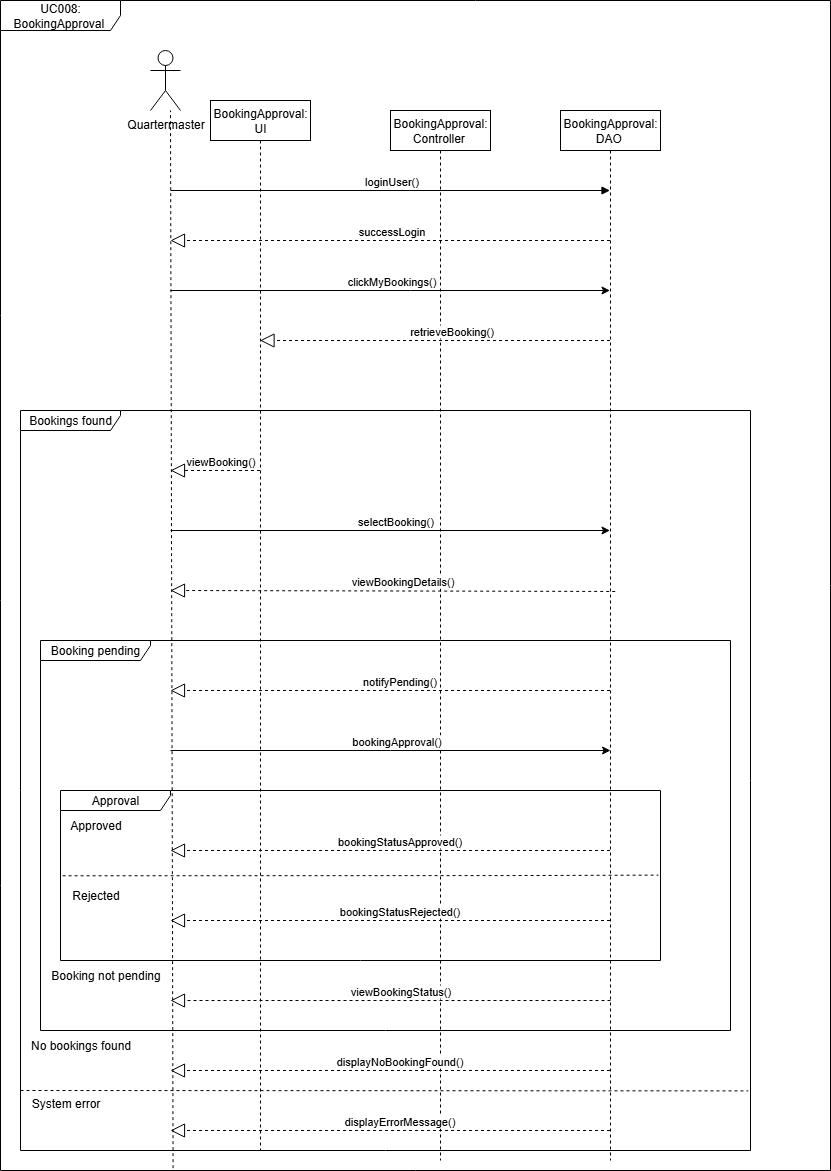 UC008:
BookingApproval
Quartermaster
BookingApproval:
UI
BookingApproval:
Controller
BookingApproval:
DAO
loginUser()
successLogin
clickMyBookings()
retrieveBooking()
Bookings found
viewBooking()
selectBooking()
viewBookingDetails()
Booking pending
notifyPending()
bookingApproval()
Approval
Approved
bookingStatusApproved()
Rejected
bookingStatusRejected()
Booking not pending
viewBookingStatus()
No bookings found
displayNoBookingFound()
System error
displayErrorMessage()